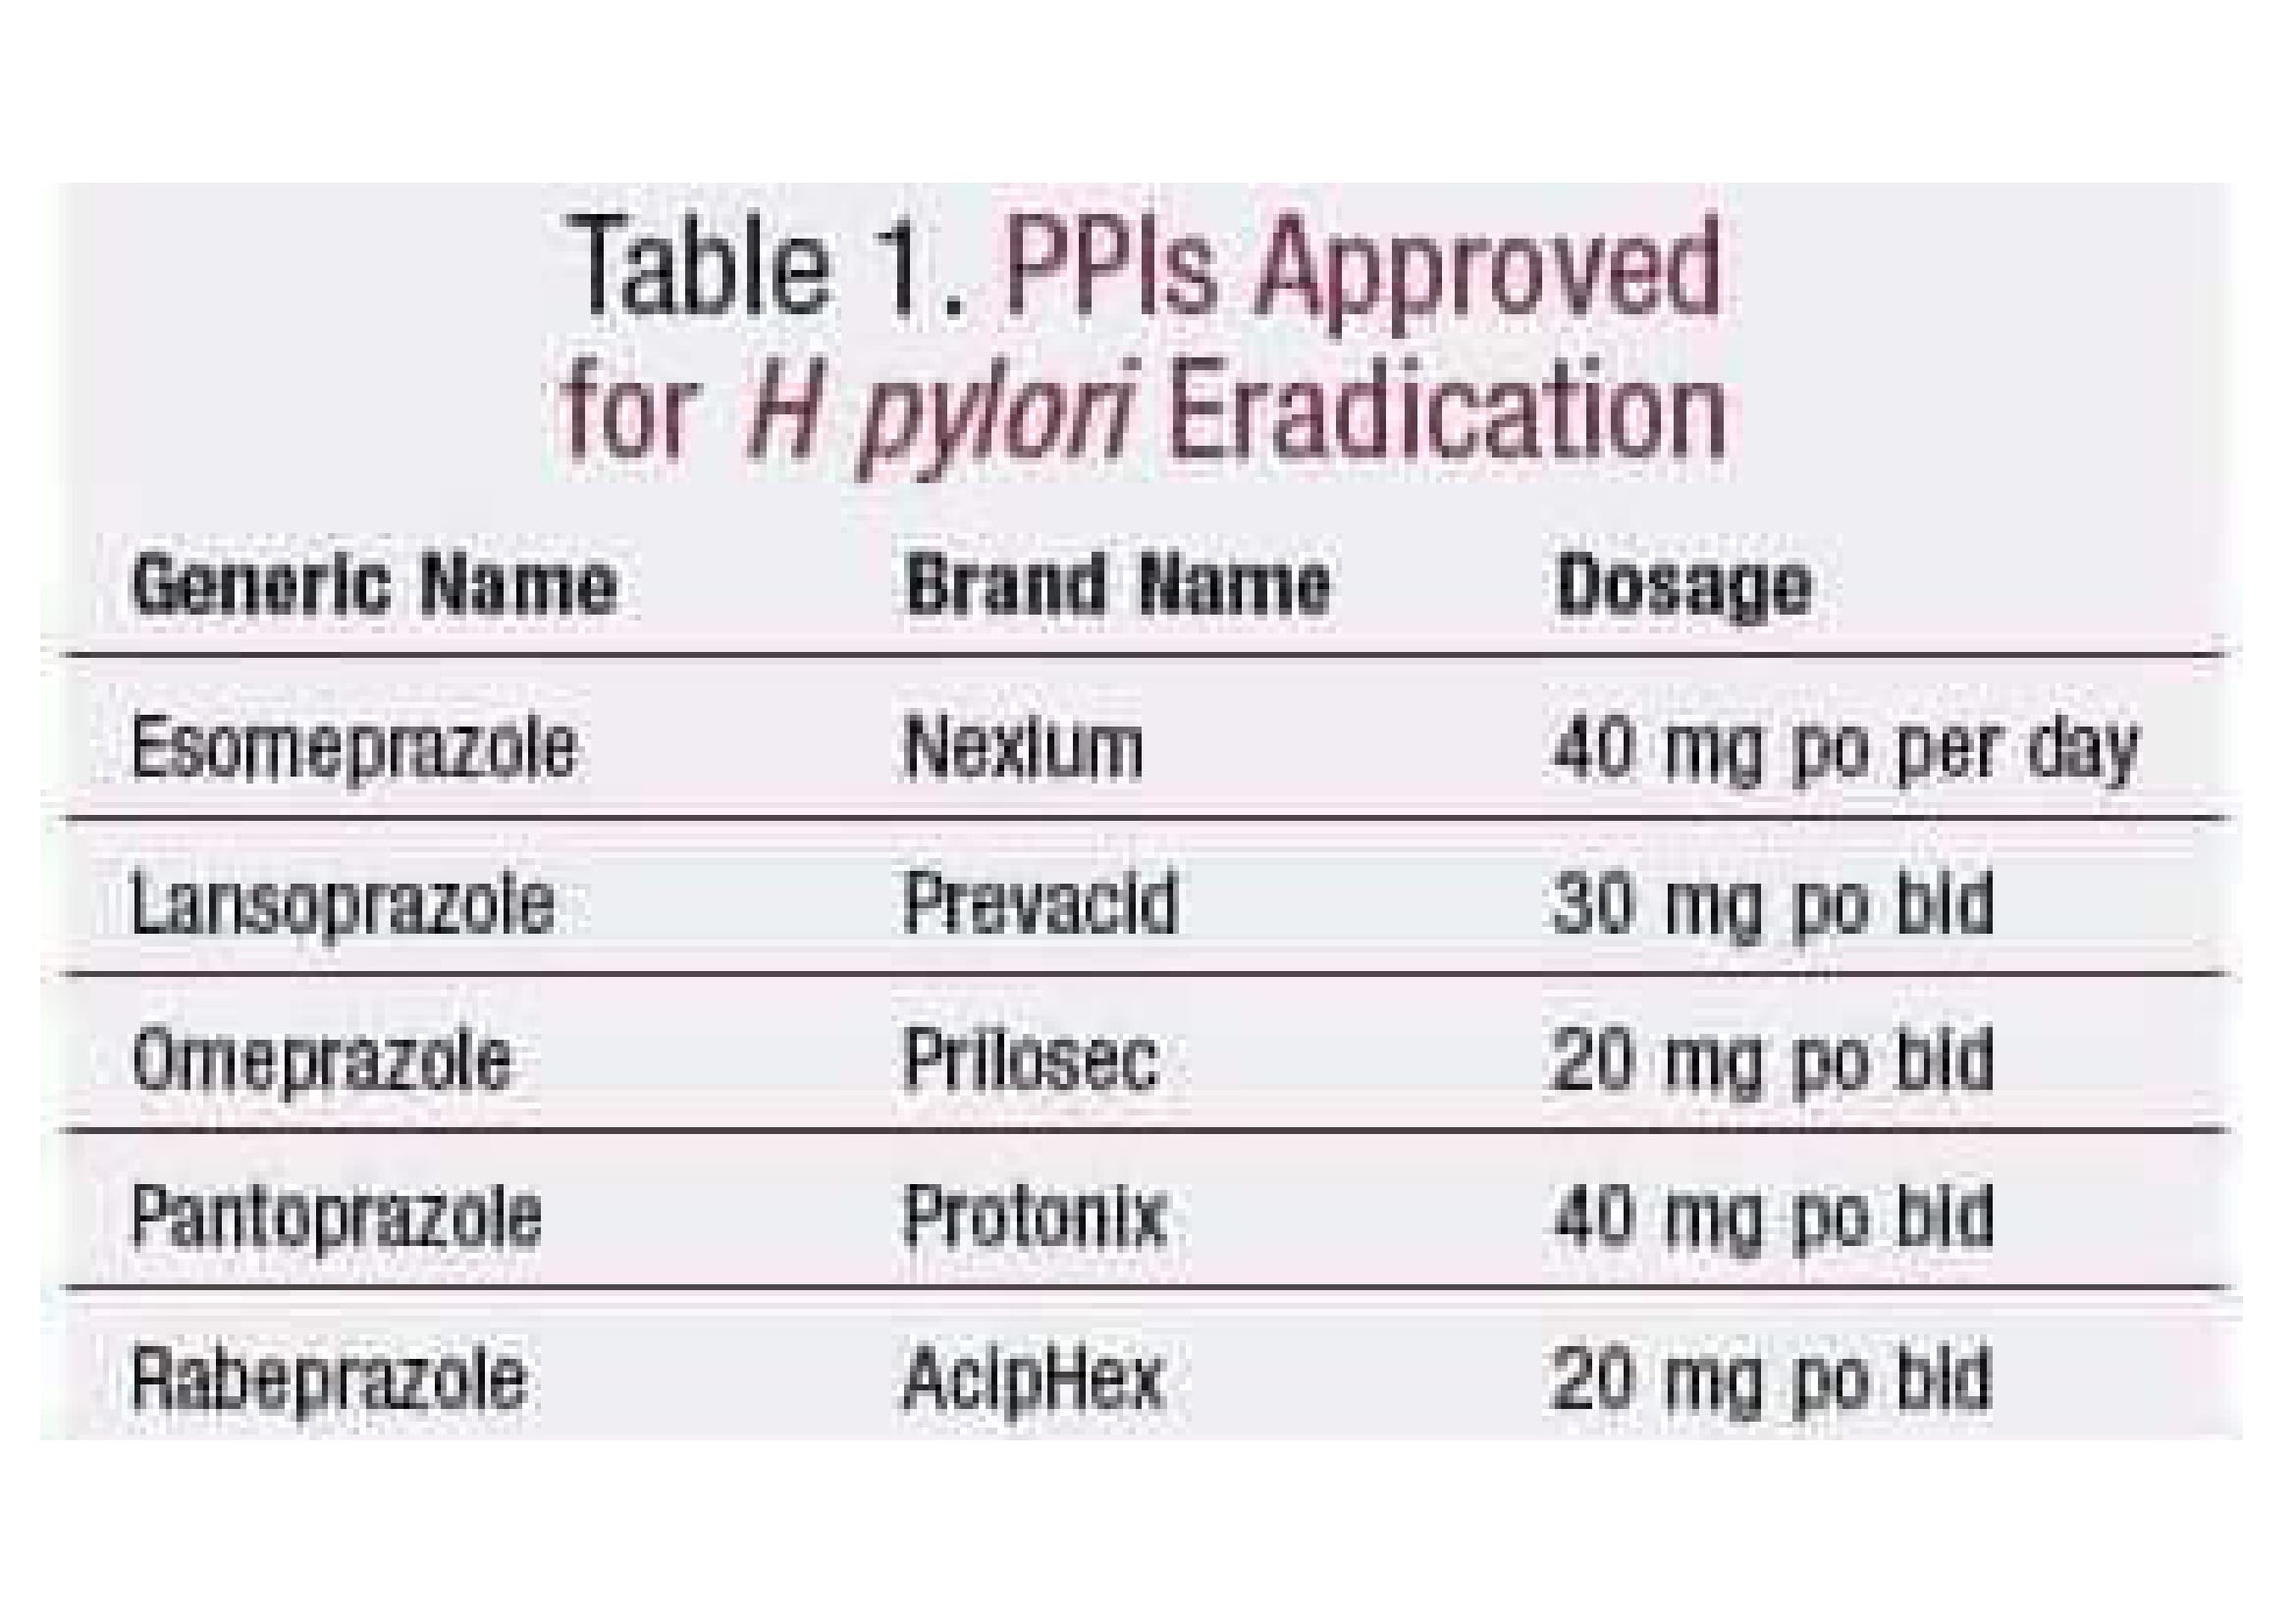 Table 1. PPIs Approved
for H pylori Eradication
Generic Name Brand Name Dosage
Esomeprazole Nexium 40 mg po per day
Lansoprazole Prevacid 30 mg po bid
Omeprazole Prilosec 20 mg po bid
Pantoprazole Protonix 40 mg po bid
Rabeprazole AcipHex 20 mg po bid